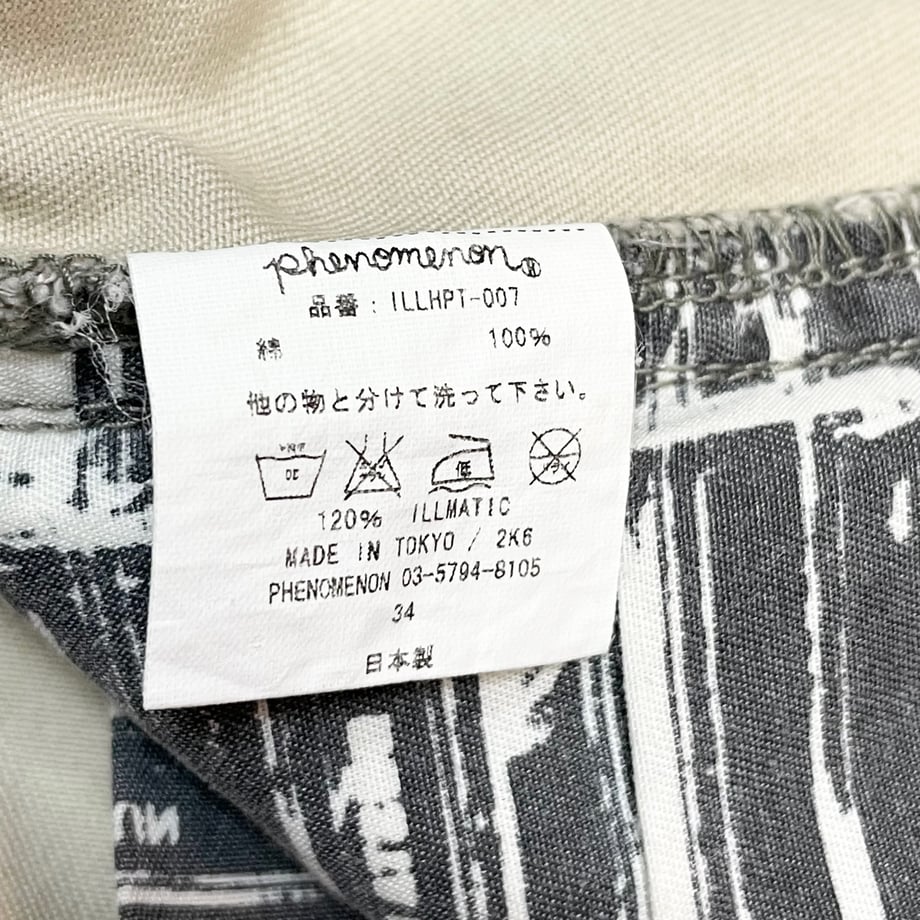 phenomenon®
品番：ILLHPT-007
綿 100%
他の物と分けて洗って下さい。
低
120% ILLMATIC
MADE IN TOKYO / 2K6
PHENOMENON 03-5794-8105
34
日本製